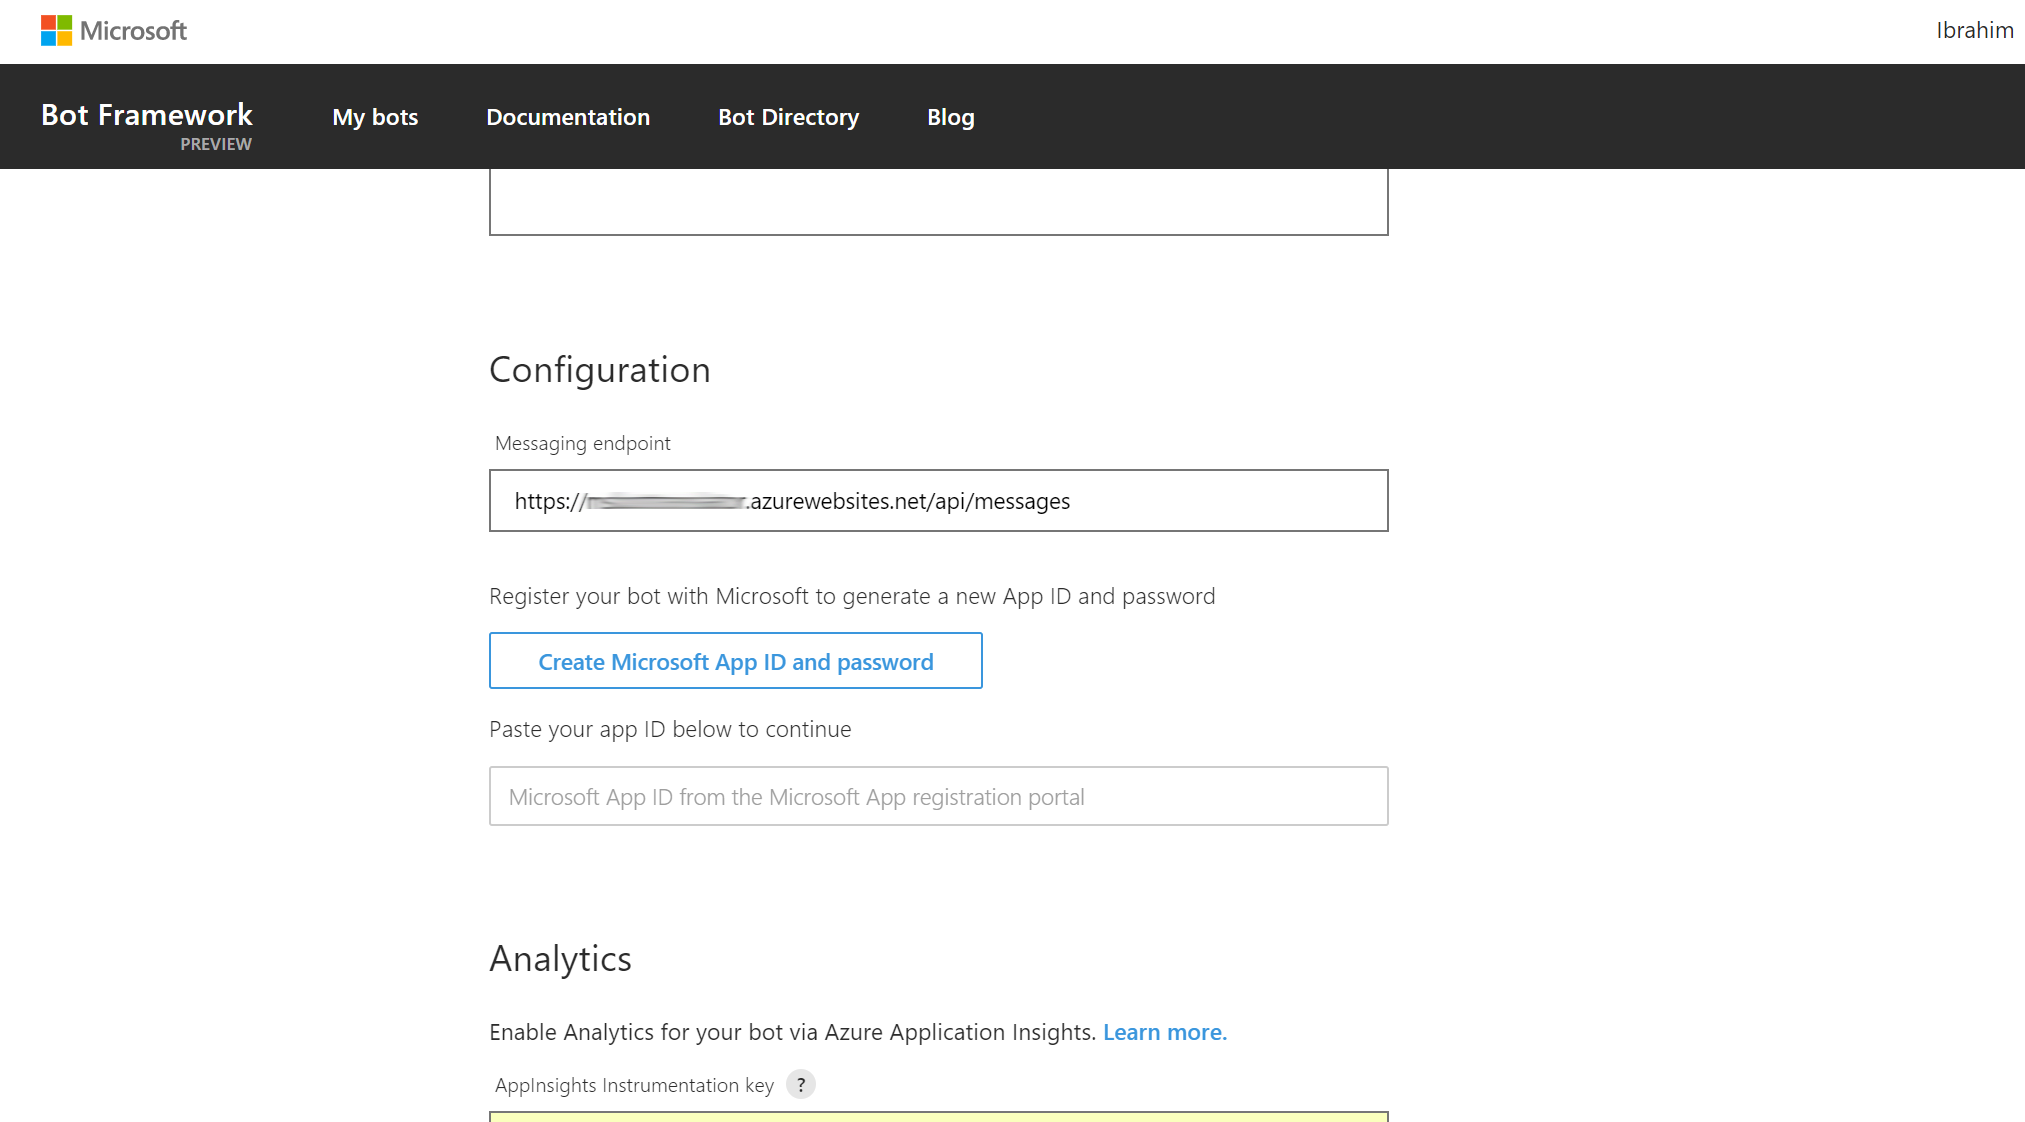 Microsoft
Ibrahim
Bot Framework
PREVIEW
My bots
Documentation
Bot Directory
Blog
Configuration
Messaging endpoint
https:// .azurewebsites.net/api/messages
Register your bot with Microsoft to generate a new App ID and password
Create Microsoft App ID and password
Paste your app ID below to continue
Microsoft App ID from the Microsoft App registration portal
Analytics
Enable Analytics for your bot via Azure Application Insights. Learn more.
AppInsights Instrumentation key ?